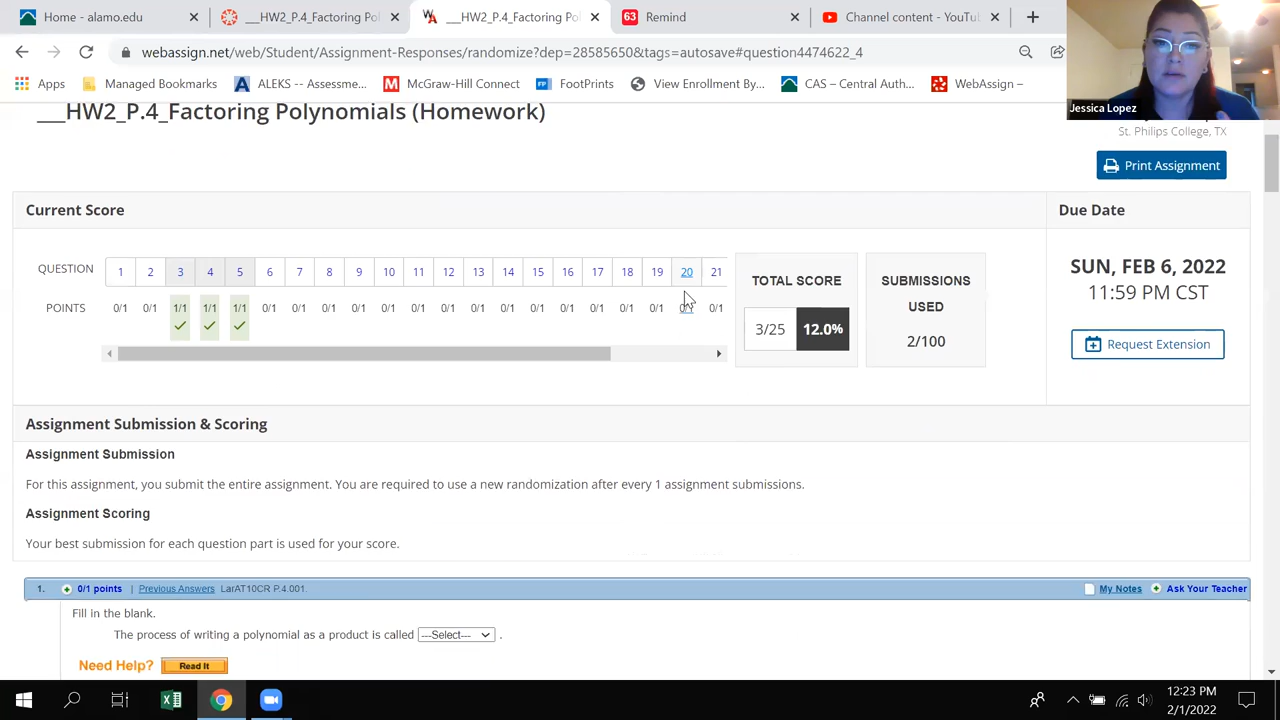 Home - alamo.edu
___HW2_P.4_Factoring Pol
___HW2_P.4_Factoring Po
63 Remind
Channel content - YouTu
webassign.net/web/Student/Assignment-Responses/randomize?dep=28585650&tags=autosave#question4474622_4
Apps
Managed Bookmarks
ALEKS -- Assessme...
McGraw-Hill Connect
FootPrints
View Enrollment By...
CAS – Central Auth...
WebAssign –
Jessica Lopez
___HW2_P.4_Factoring Polynomials (Homework)
St. Philips College, TX
Print Assignment
Current Score
Due Date
QUESTION 1 2 3 4 5 6 7 8 9 10 11 12 13 14 15 16 17 18 19 20 21
POINTS 0/1 0/1 1/1 1/1 1/1 0/1 0/1 0/1 0/1 0/1 0/1 0/1 0/1 0/1 0/1 0/1 0/1 0/1 0/1 0/1 0/1
TOTAL SCORE
3/25 12.0%
SUBMISSIONS
USED
2/100
SUN, FEB 6, 2022
11:59 PM CST
Request Extension
Assignment Submission & Scoring
Assignment Submission
For this assignment, you submit the entire assignment. You are required to use a new randomization after every 1 assignment submissions.
Assignment Scoring
Your best submission for each question part is used for your score.
1. 0/1 points | Previous Answers LarAT10CR P.4.001.
My Notes
Ask Your Teacher
Fill in the blank.
The process of writing a polynomial as a product is called ---Select--- .
Need Help? Read It
12:23 PM
2/1/2022